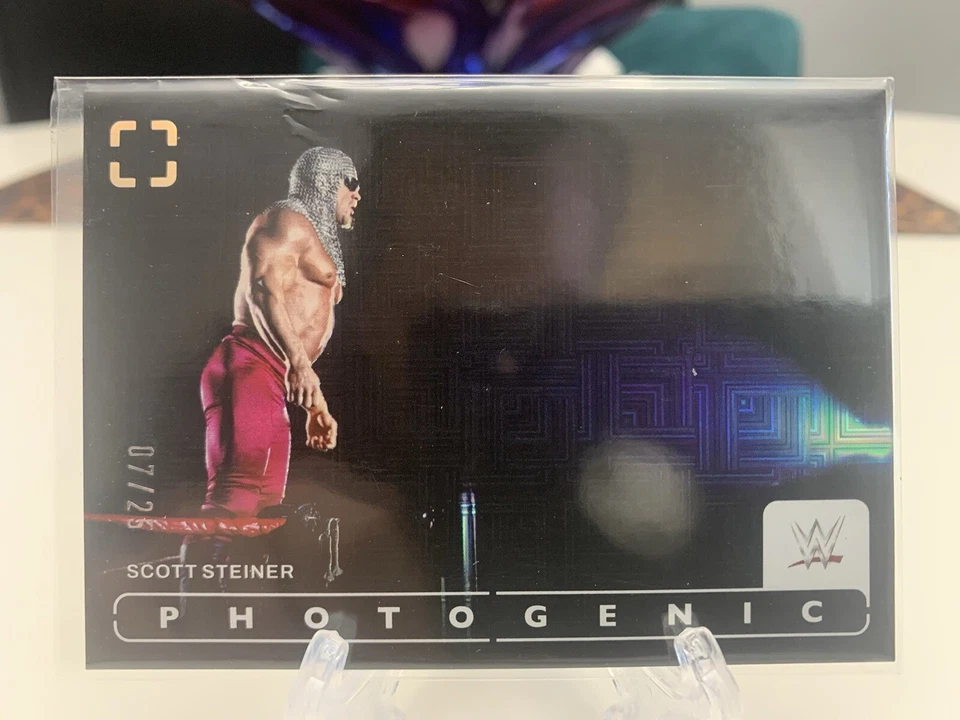 07/25
SCOTT STEINER
PHOTOGENIC
W